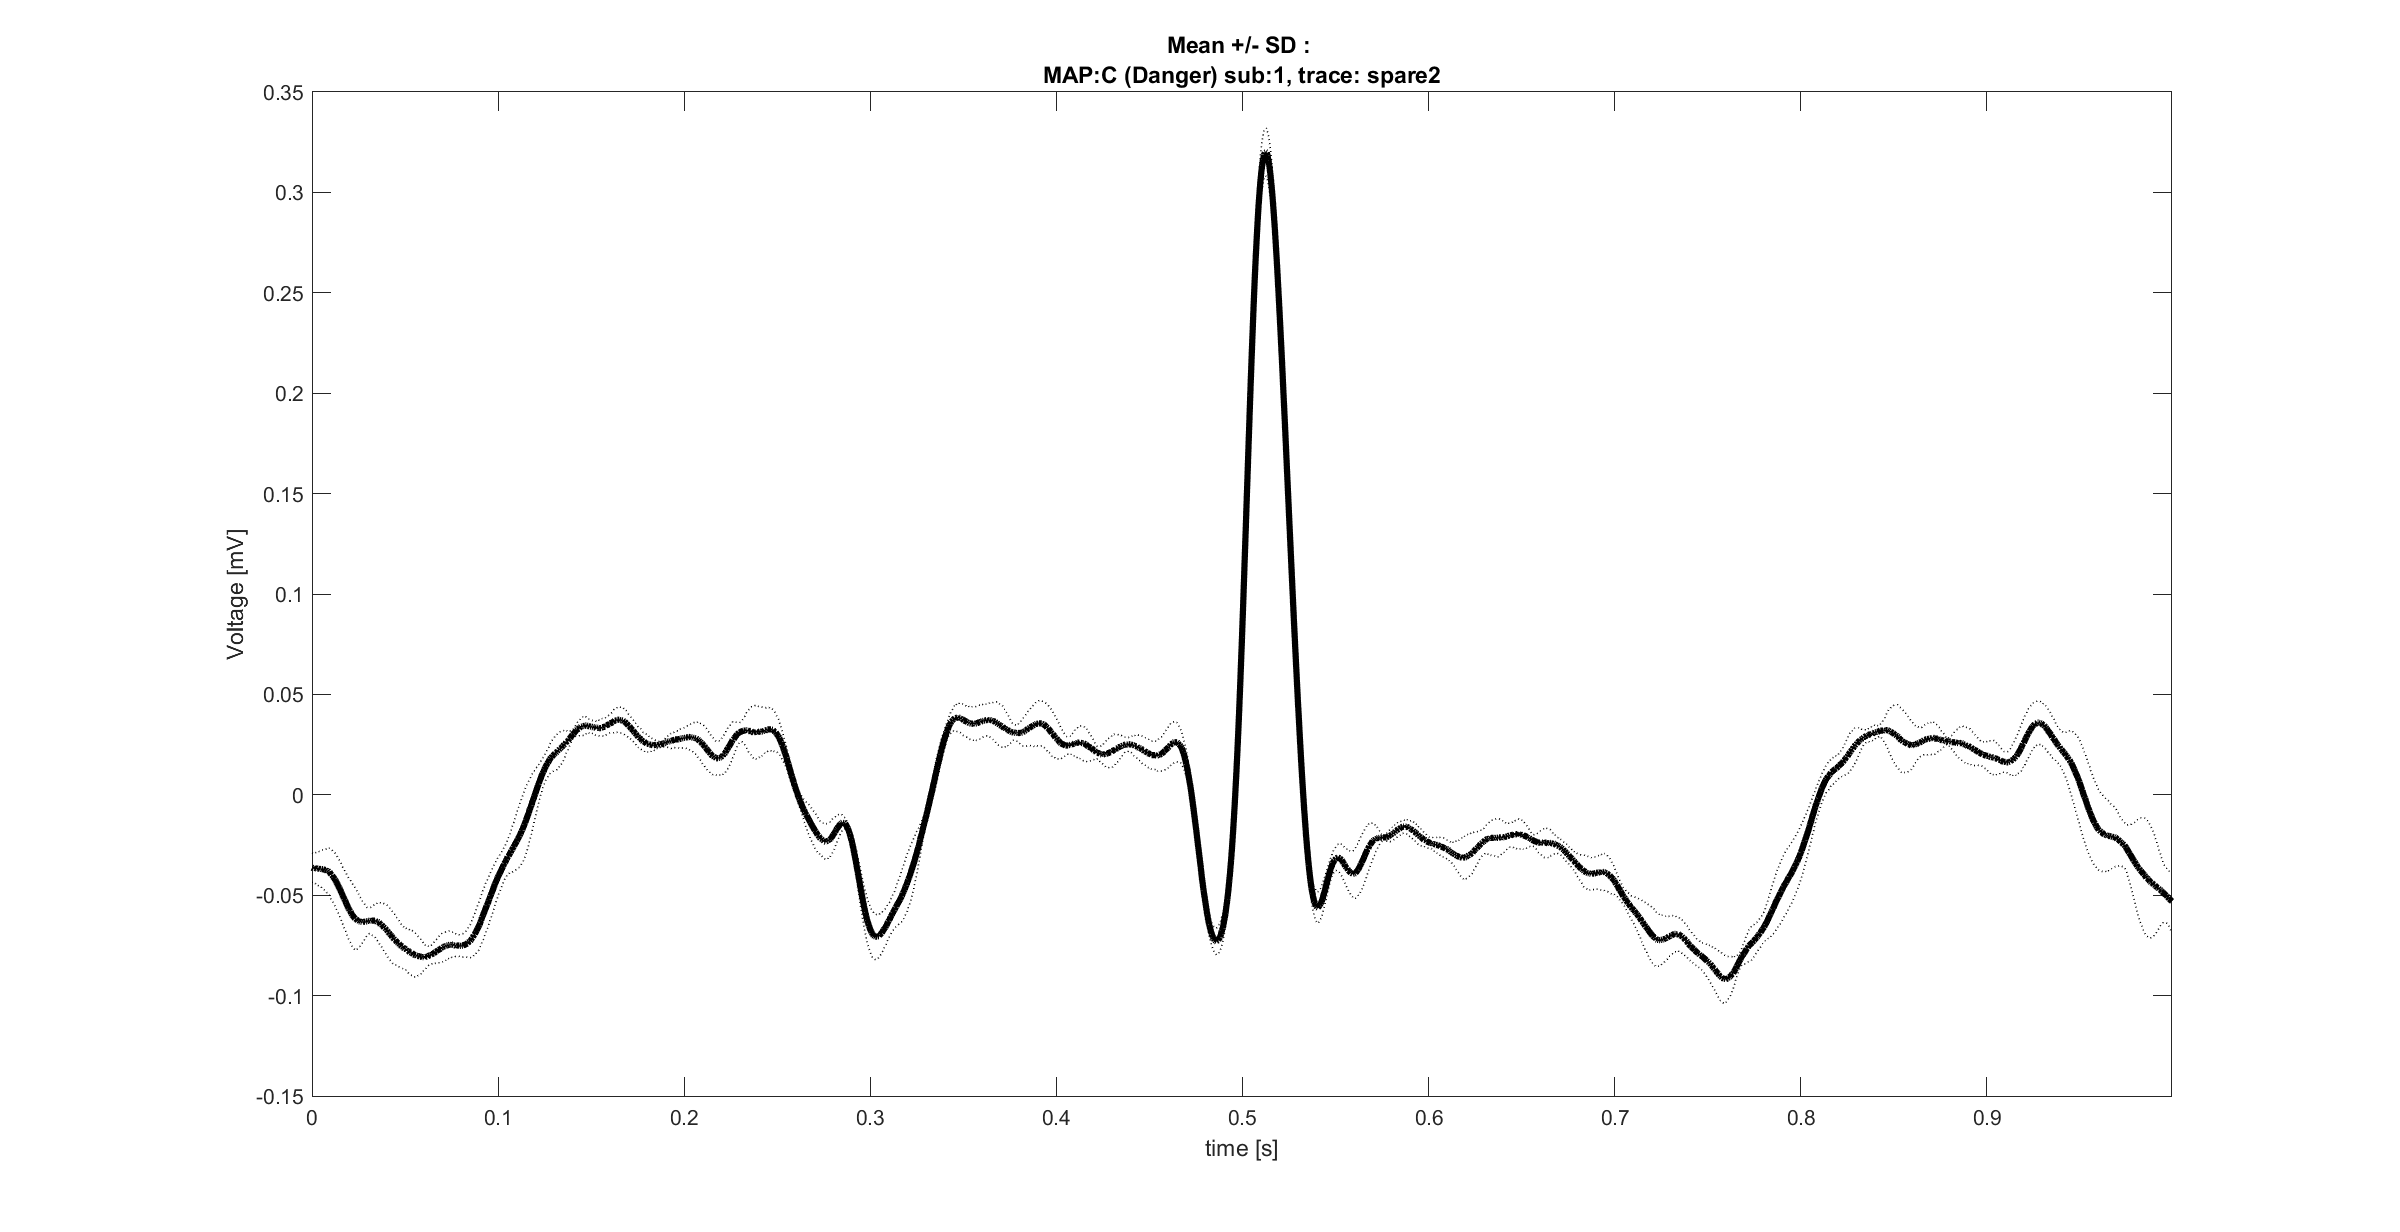 Mean +/- SD :
MAP:C (Danger) sub:1, trace: spare2
0.35
0.3
0.25
0.2
0.15
0.1
0.05
0
-0.05
-0.1
-0.15
Voltage [mV]
0 0.1 0.2 0.3 0.4 0.5 0.6 0.7 0.8 0.9
time [s]